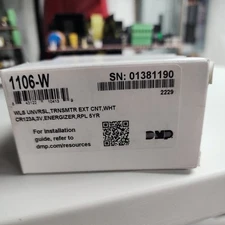 1106-W
SN: 01381190
2229
WLS UNVRSL,TRNSMTR EXT CNT,WHT
CR123A,3V,ENERGIZER,RPL 5YR
For installation
guide, refer to
dmp.com/resources
DMP